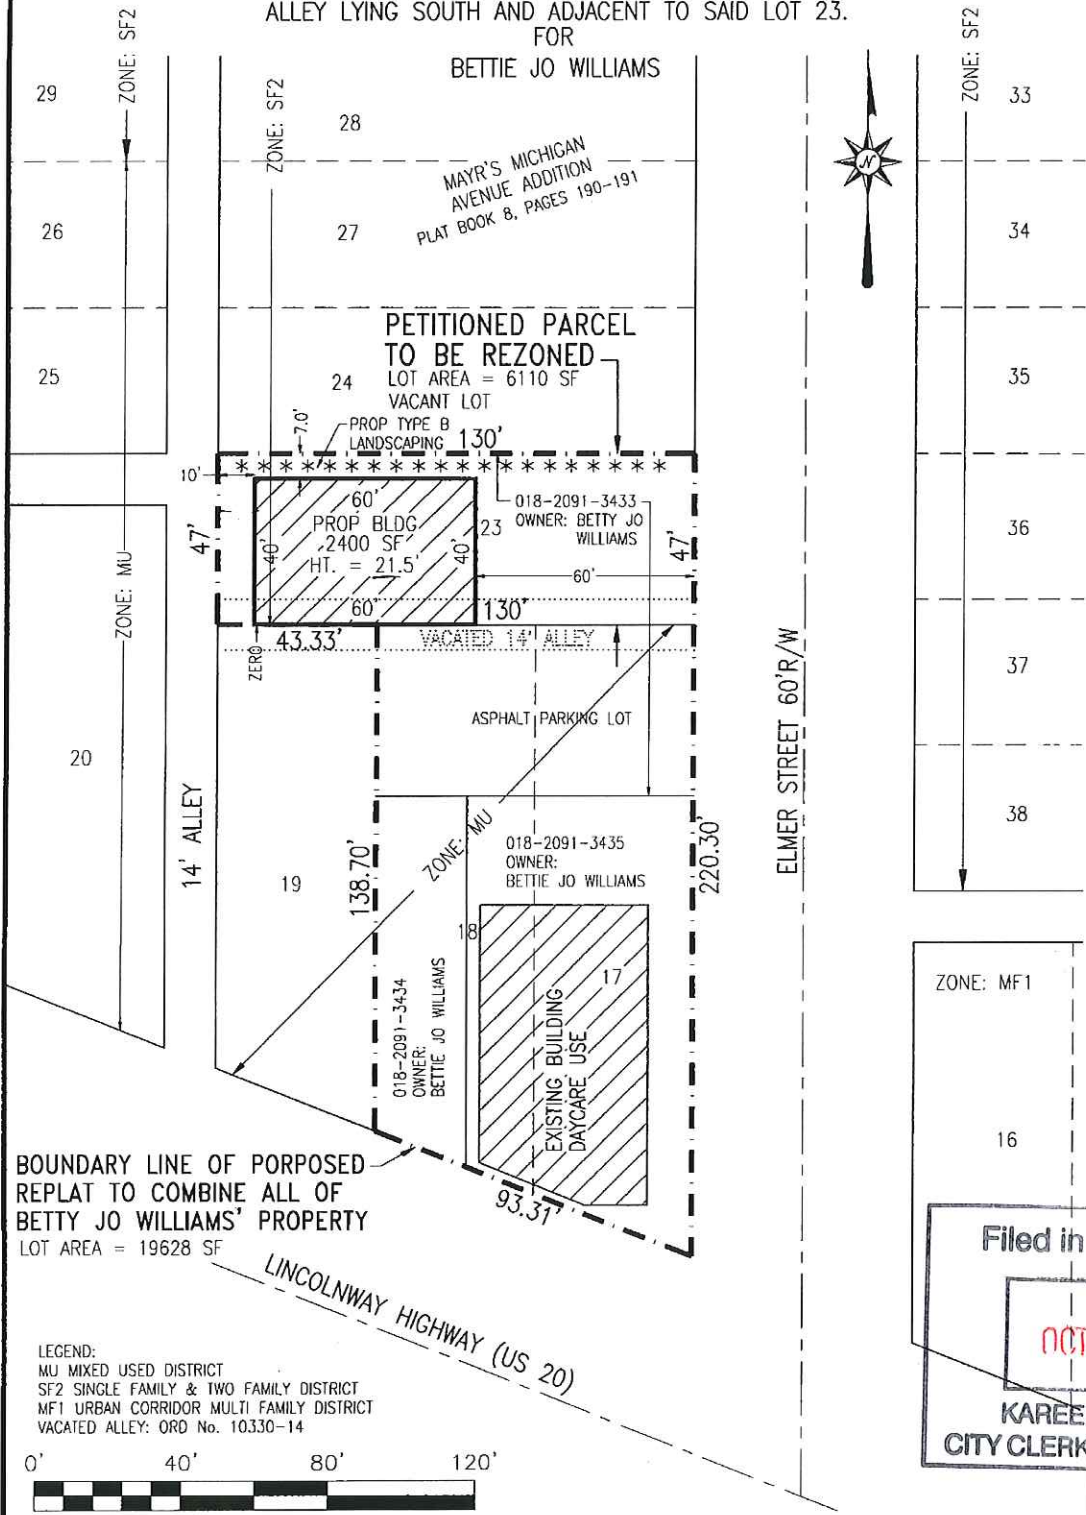 ALLEY LYING SOUTH AND ADJACENT TO SAID LOT 23.
FOR
BETTIE JO WILLIAMS
ZONE: SF2
ZONE: SF2
ZONE: SF2
29
28
33
MAYR'S MICHIGAN
AVENUE ADDITION
PLAT BOOK 8, PAGES 190-191
N
26
27
34
PETITIONED PARCEL
TO BE REZONED
LOT AREA = 6110 SF
VACANT LOT
25
24
35
7.0'
PROP TYPE B
LANDSCAPING
130'
10'
47'
60'
PROP BLDG
2400 SF
HT. = 21.5'
40'
40'
60'
23
018-2091-3433
OWNER: BETTY JO
WILLIAMS
47'
60'
130'
36
ZONE: MU
ZERO
43.33'
VACATED 14' ALLEY
37
ASPHALT PARKING LOT
ELMER STREET 60'R/W
20
14' ALLEY
19
138.70'
ZONE: MU
018-2091-3435
OWNER:
BETTIE JO WILLIAMS
220.30'
38
18
17
018-2091-3434
OWNER:
BETTIE JO WILLIAMS
EXISTING BUILDING
DAYCARE USE
ZONE: MF1
16
BOUNDARY LINE OF PORPOSED
REPLAT TO COMBINE ALL OF
BETTY JO WILLIAMS' PROPERTY
LOT AREA = 19628 SF
93.31'
LINCOLNWAY HIGHWAY (US 20)
Filed in
OCT
KAREE
CITY CLERK
LEGEND:
MU MIXED USED DISTRICT
SF2 SINGLE FAMILY & TWO FAMILY DISTRICT
MF1 URBAN CORRIDOR MULTI FAMILY DISTRICT
VACATED ALLEY: ORD No. 10330-14
0' 40' 80' 120'